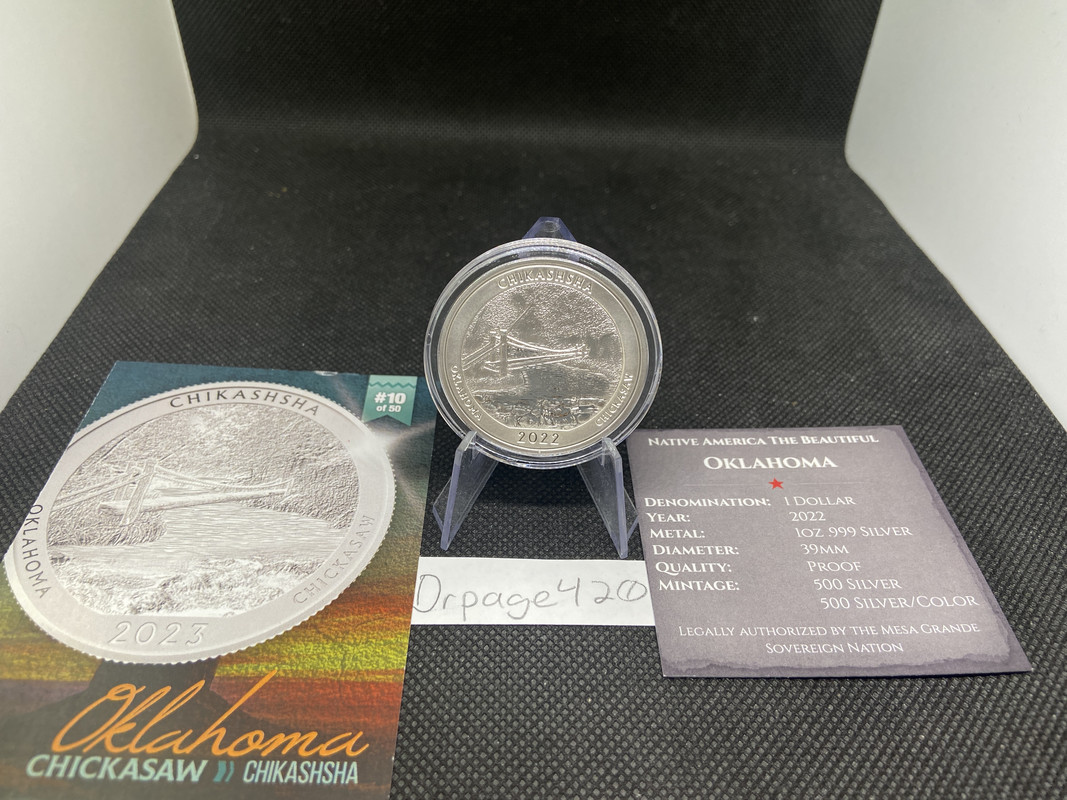 CHIKASHSHA
OKLAHOMA
CHICKASAW
2022
#10
of 50
CHIKASHSHA
OKLAHOMA
CHICKASAW
2023
Oklahoma
CHICKASAW » CHIKASHSHA
Drpage420
NATIVE AMERICA THE BEAUTIFUL
OKLAHOMA
DENOMINATION: 1 DOLLAR
YEAR: 2022
METAL: 1OZ .999 SILVER
DIAMETER: 39MM
QUALITY: PROOF
MINTAGE: 500 SILVER
500 SILVER/COLOR
LEGALLY AUTHORIZED BY THE MESA GRANDE
SOVEREIGN NATION